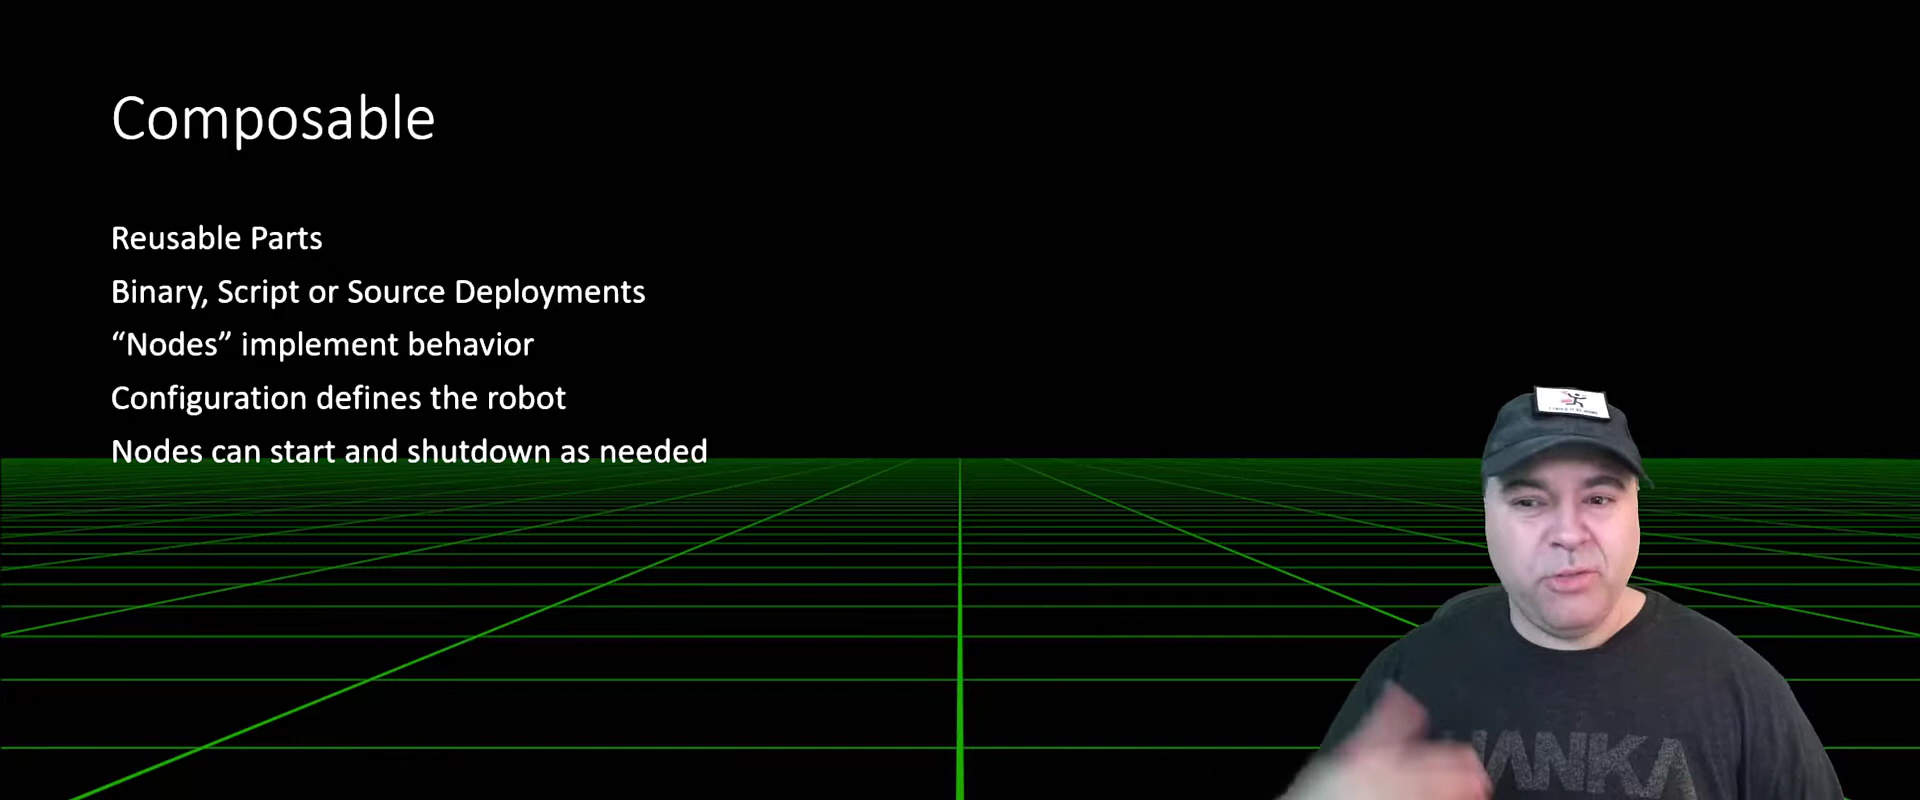 Composable
Reusable Parts
Binary, Script or Source Deployments
“Nodes” implement behavior
Configuration defines the robot
Nodes can start and shutdown as needed
HANKA